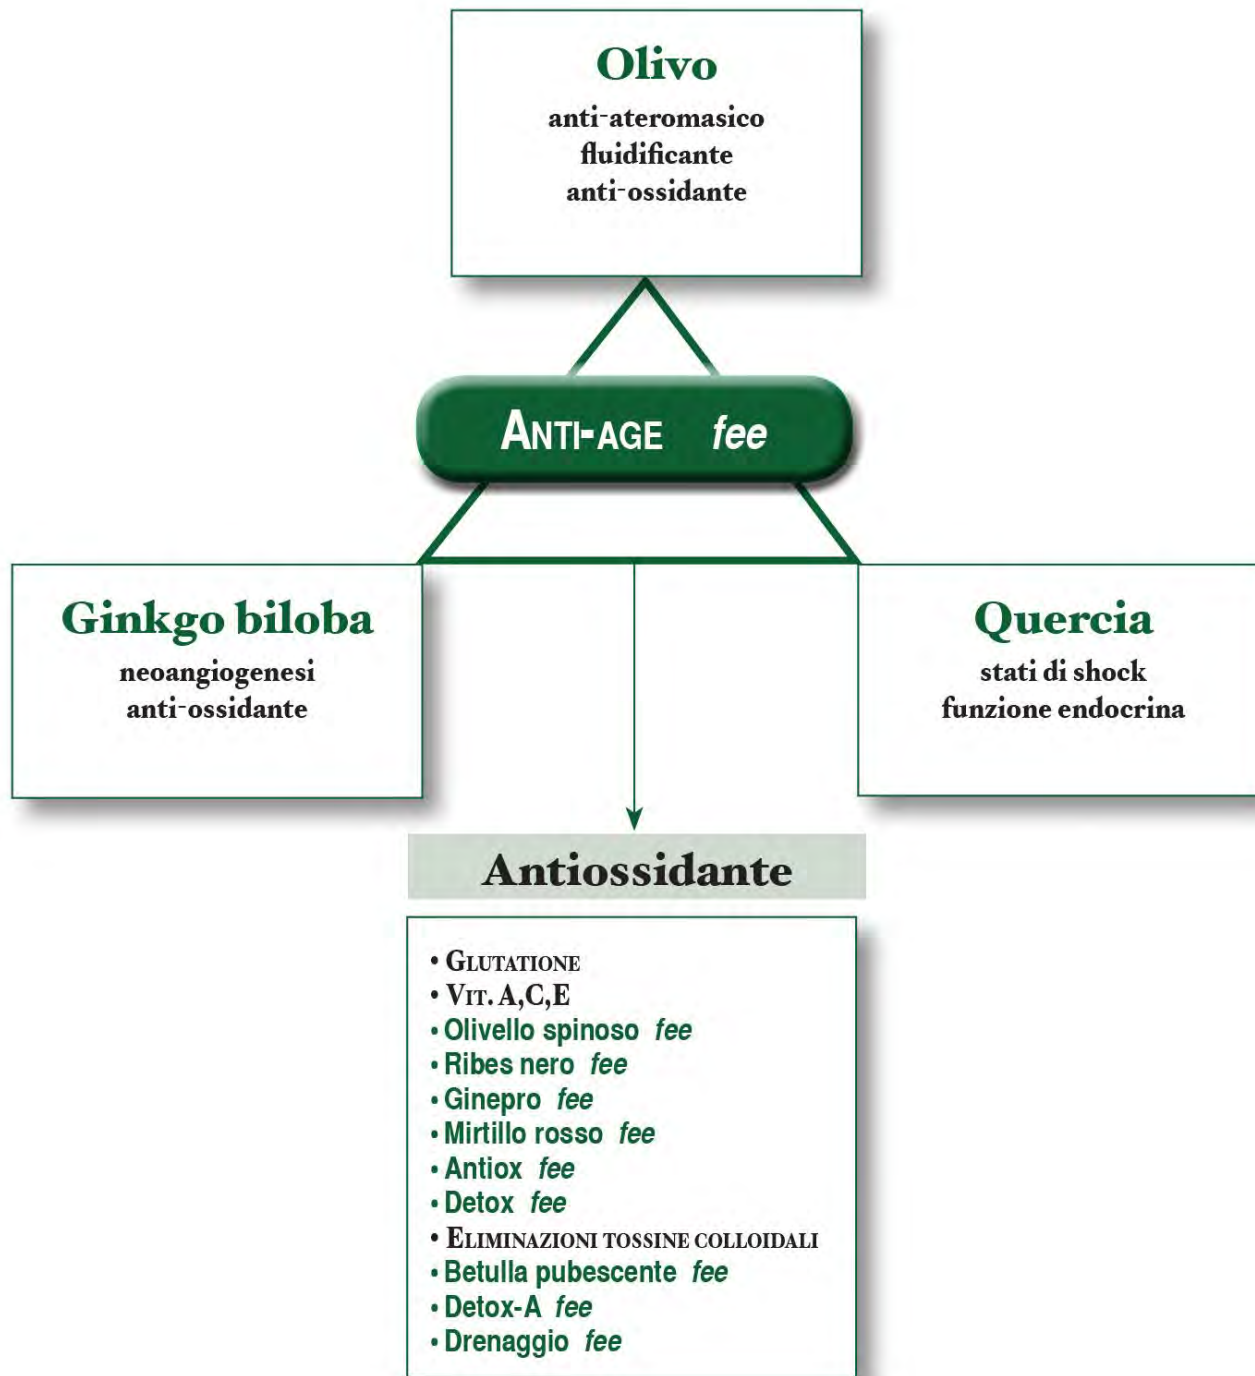 Olivo
anti-ateromasico
fluidificante
anti-ossidante
ANTI-AGE fee
Ginkgo biloba
neoangiogenesi
anti-ossidante
Quercia
stati di shock
funzione endocrina
Antiossidante
• GLUTATIONE
• VIT. A,C,E
• Olivello spinoso fee
• Ribes nero fee
• Ginepro fee
• Mirtillo rosso fee
• Antiox fee
• Detox fee
• ELIMINAZIONI TOSSINE COLLOIDALI
• Betulla pubescente fee
• Detox-A fee
• Drenaggio fee